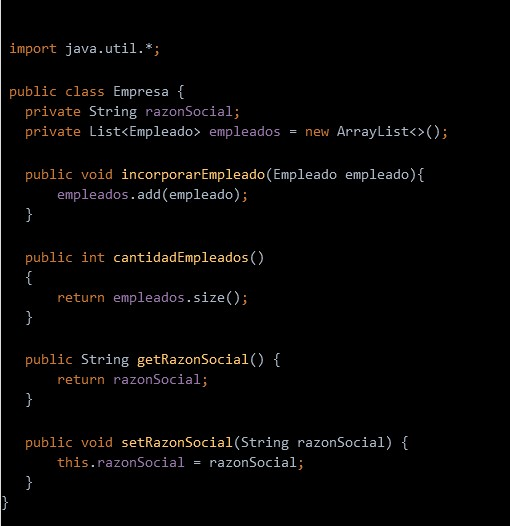 import java.util.*;
public class Empresa {
private String razonSocial;
private List<Empleado> empleados = new ArrayList<>();
public void incorporarEmpleado(Empleado empleado){
empleados.add(empleado);
}
public int cantidadEmpleados()
{
return empleados.size();
}
public String getRazonSocial() {
return razonSocial;
}
public void setRazonSocial(String razonSocial) {
this.razonSocial = razonSocial;
}
}